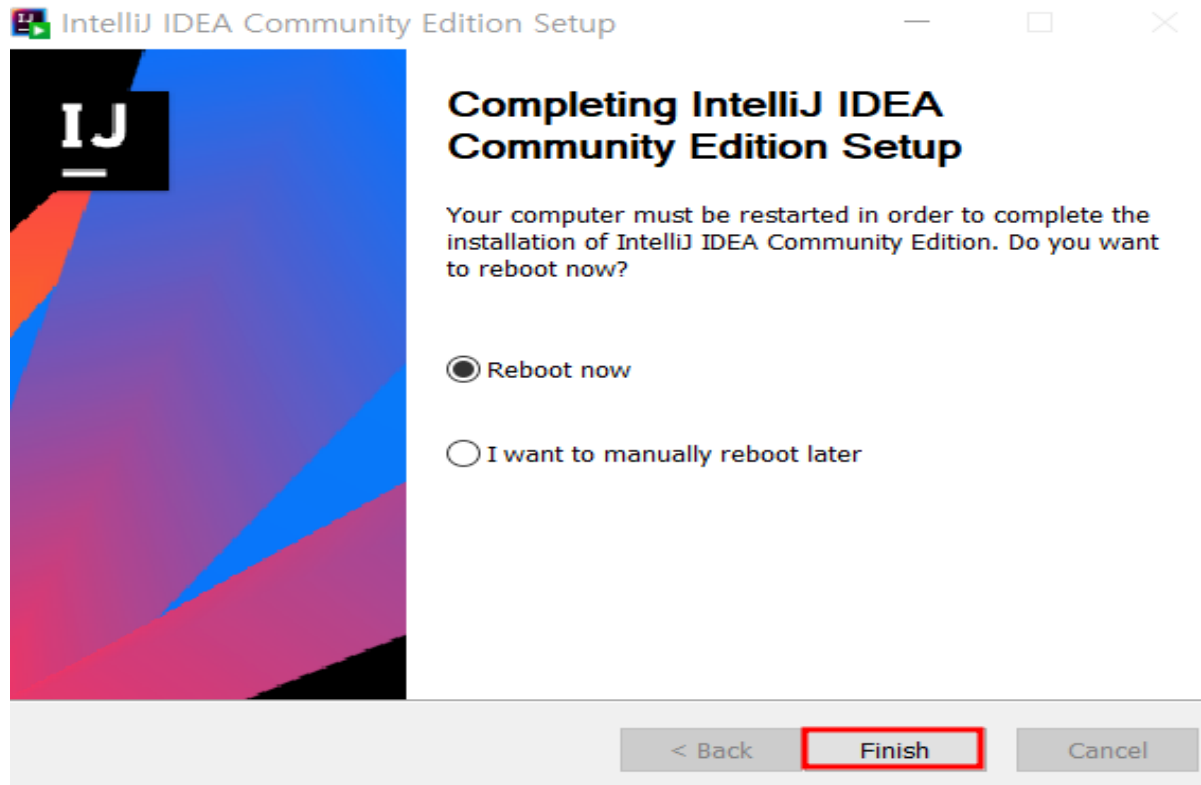 IntelliJ IDEA Community Edition Setup
IJ
Completing IntelliJ IDEA
Community Edition Setup
Your computer must be restarted in order to complete the
installation of IntelliJ IDEA Community Edition. Do you want
to reboot now?
Reboot now
I want to manually reboot later
< Back
Finish
Cancel